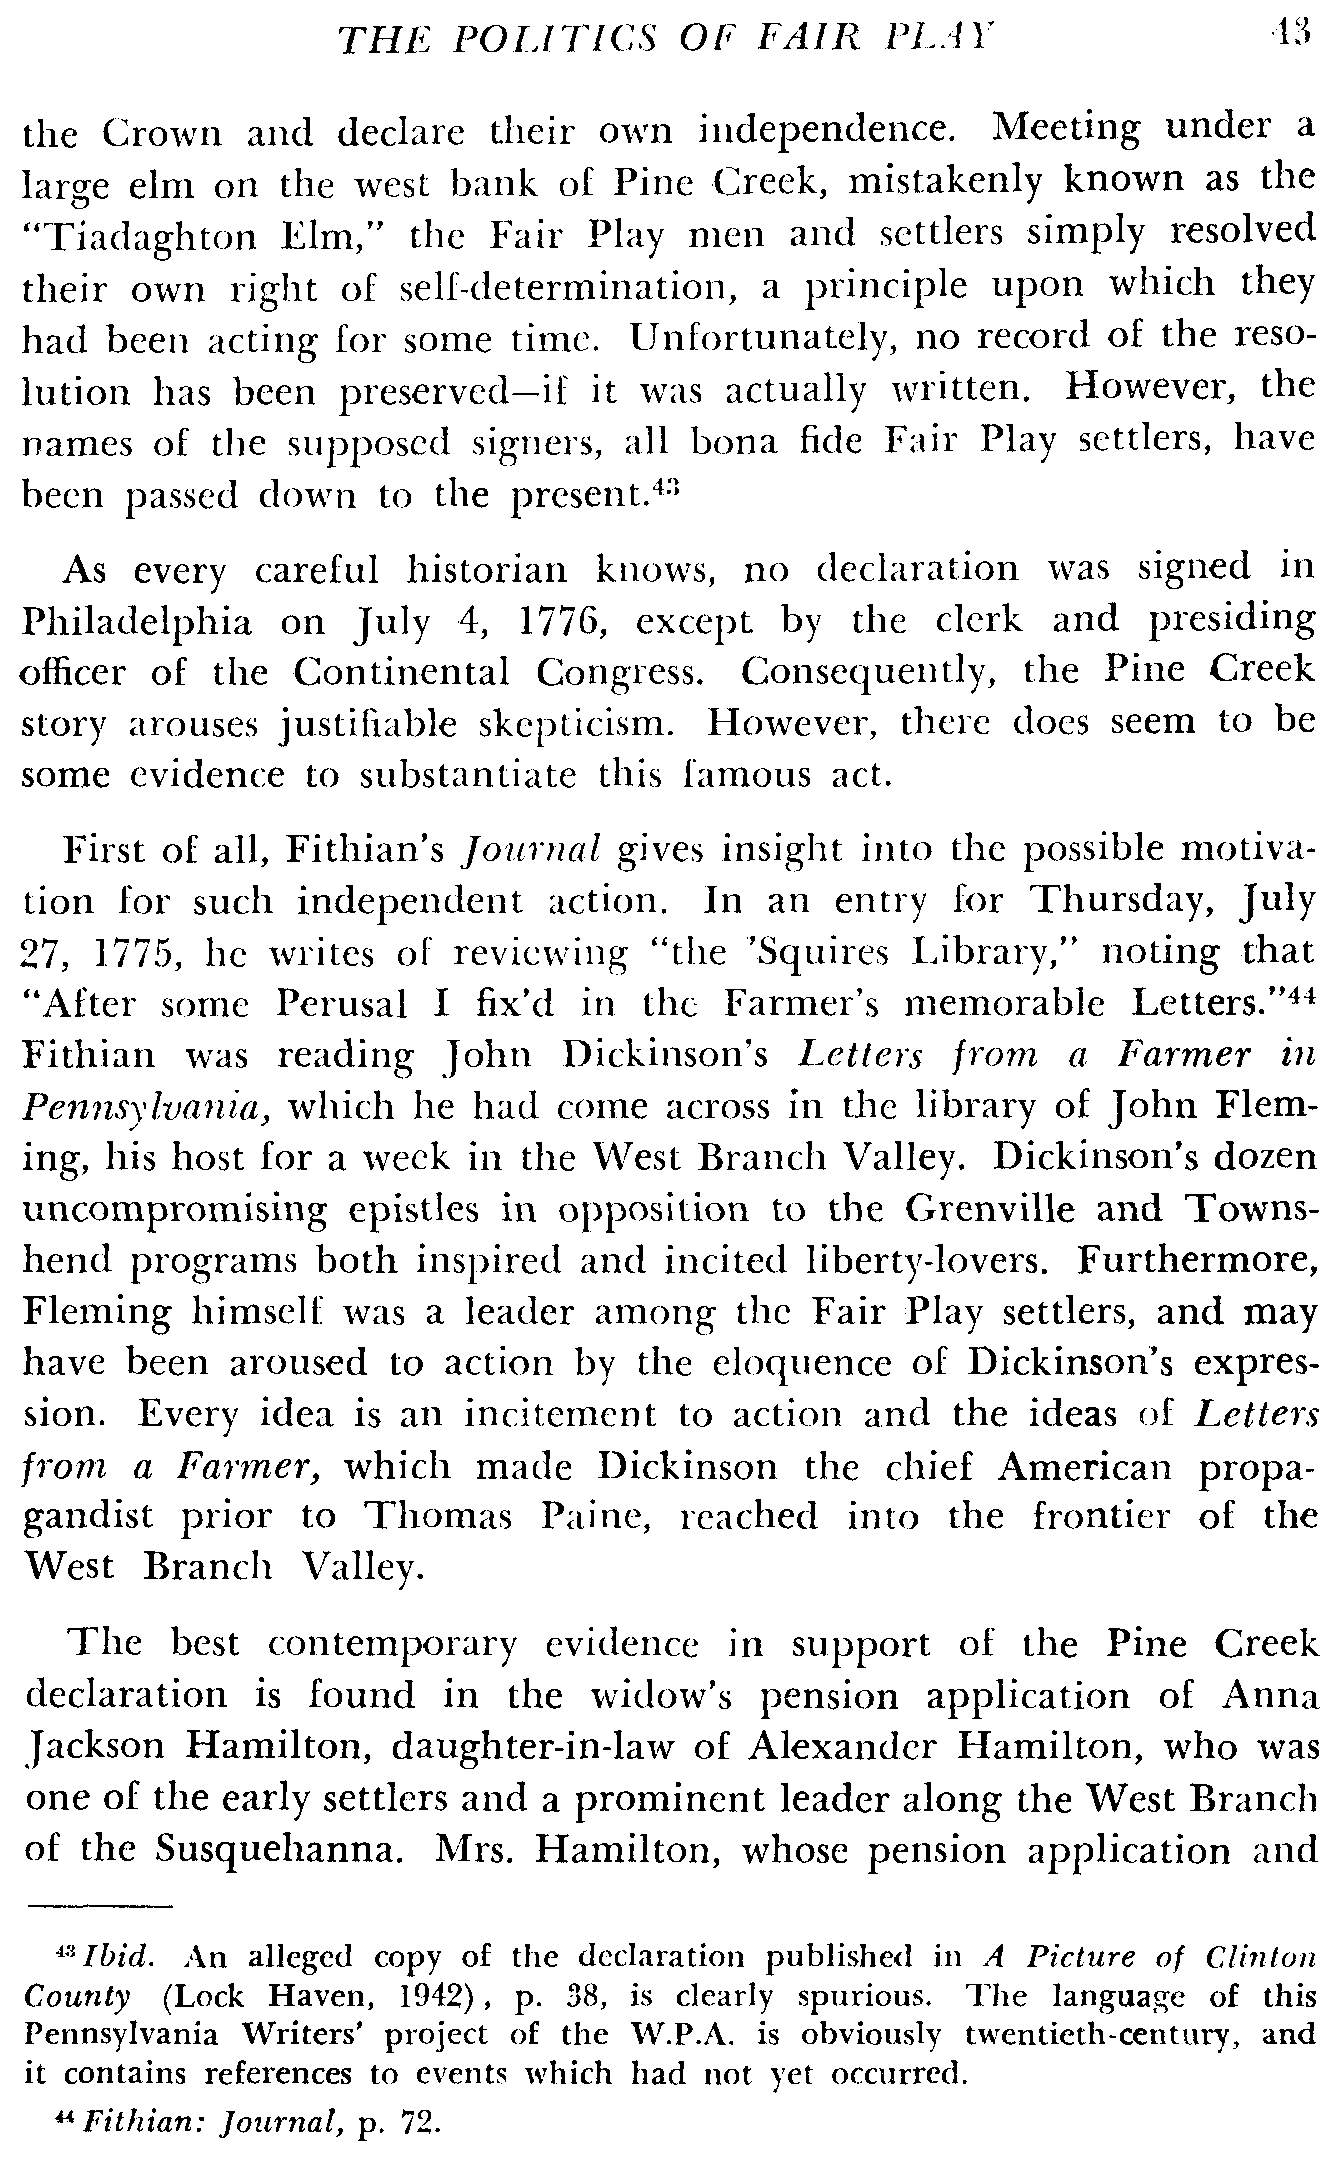 THE POLITICS OF FAIR PLAY 43
the Crown and declare their own independence. Meeting under a
large elm on the west bank of Pine Creek, mistakenly known as the
“Tiadaghton Elm,” the Fair Play men and settlers simply resolved
their own right of self-determination, a principle upon which they
had been acting for some time. Unfortunately, no record of the reso-
lution has been preserved—if it was actually written. However, the
names of the supposed signers, all bona fide Fair Play settlers, have
been passed down to the present.⁴³
As every careful historian knows, no declaration was signed in
Philadelphia on July 4, 1776, except by the clerk and presiding
officer of the Continental Congress. Consequently, the Pine Creek
story arouses justifiable skepticism. However, there does seem to be
some evidence to substantiate this famous act.
First of all, Fithian’s Journal gives insight into the possible motiva-
tion for such independent action. In an entry for Thursday, July
27, 1775, he writes of reviewing “the ’Squires Library,” noting that
“After some Perusal I fix’d in the Farmer’s memorable Letters.”⁴⁴
Fithian was reading John Dickinson’s Letters from a Farmer in
Pennsylvania, which he had come across in the library of John Flem-
ing, his host for a week in the West Branch Valley. Dickinson’s dozen
uncompromising epistles in opposition to the Grenville and Towns-
hend programs both inspired and incited liberty-lovers. Furthermore,
Fleming himself was a leader among the Fair Play settlers, and may
have been aroused to action by the eloquence of Dickinson’s expres-
sion. Every idea is an incitement to action and the ideas of Letters
from a Farmer, which made Dickinson the chief American propa-
gandist prior to Thomas Paine, reached into the frontier of the
West Branch Valley.
The best contemporary evidence in support of the Pine Creek
declaration is found in the widow’s pension application of Anna
Jackson Hamilton, daughter-in-law of Alexander Hamilton, who was
one of the early settlers and a prominent leader along the West Branch
of the Susquehanna. Mrs. Hamilton, whose pension application and
⁴³ Ibid. An alleged copy of the declaration published in A Picture of Clinton
County (Lock Haven, 1942), p. 38, is clearly spurious. The language of this
Pennsylvania Writers’ project of the W.P.A. is obviously twentieth-century, and
it contains references to events which had not yet occurred.
⁴⁴ Fithian: Journal, p. 72.